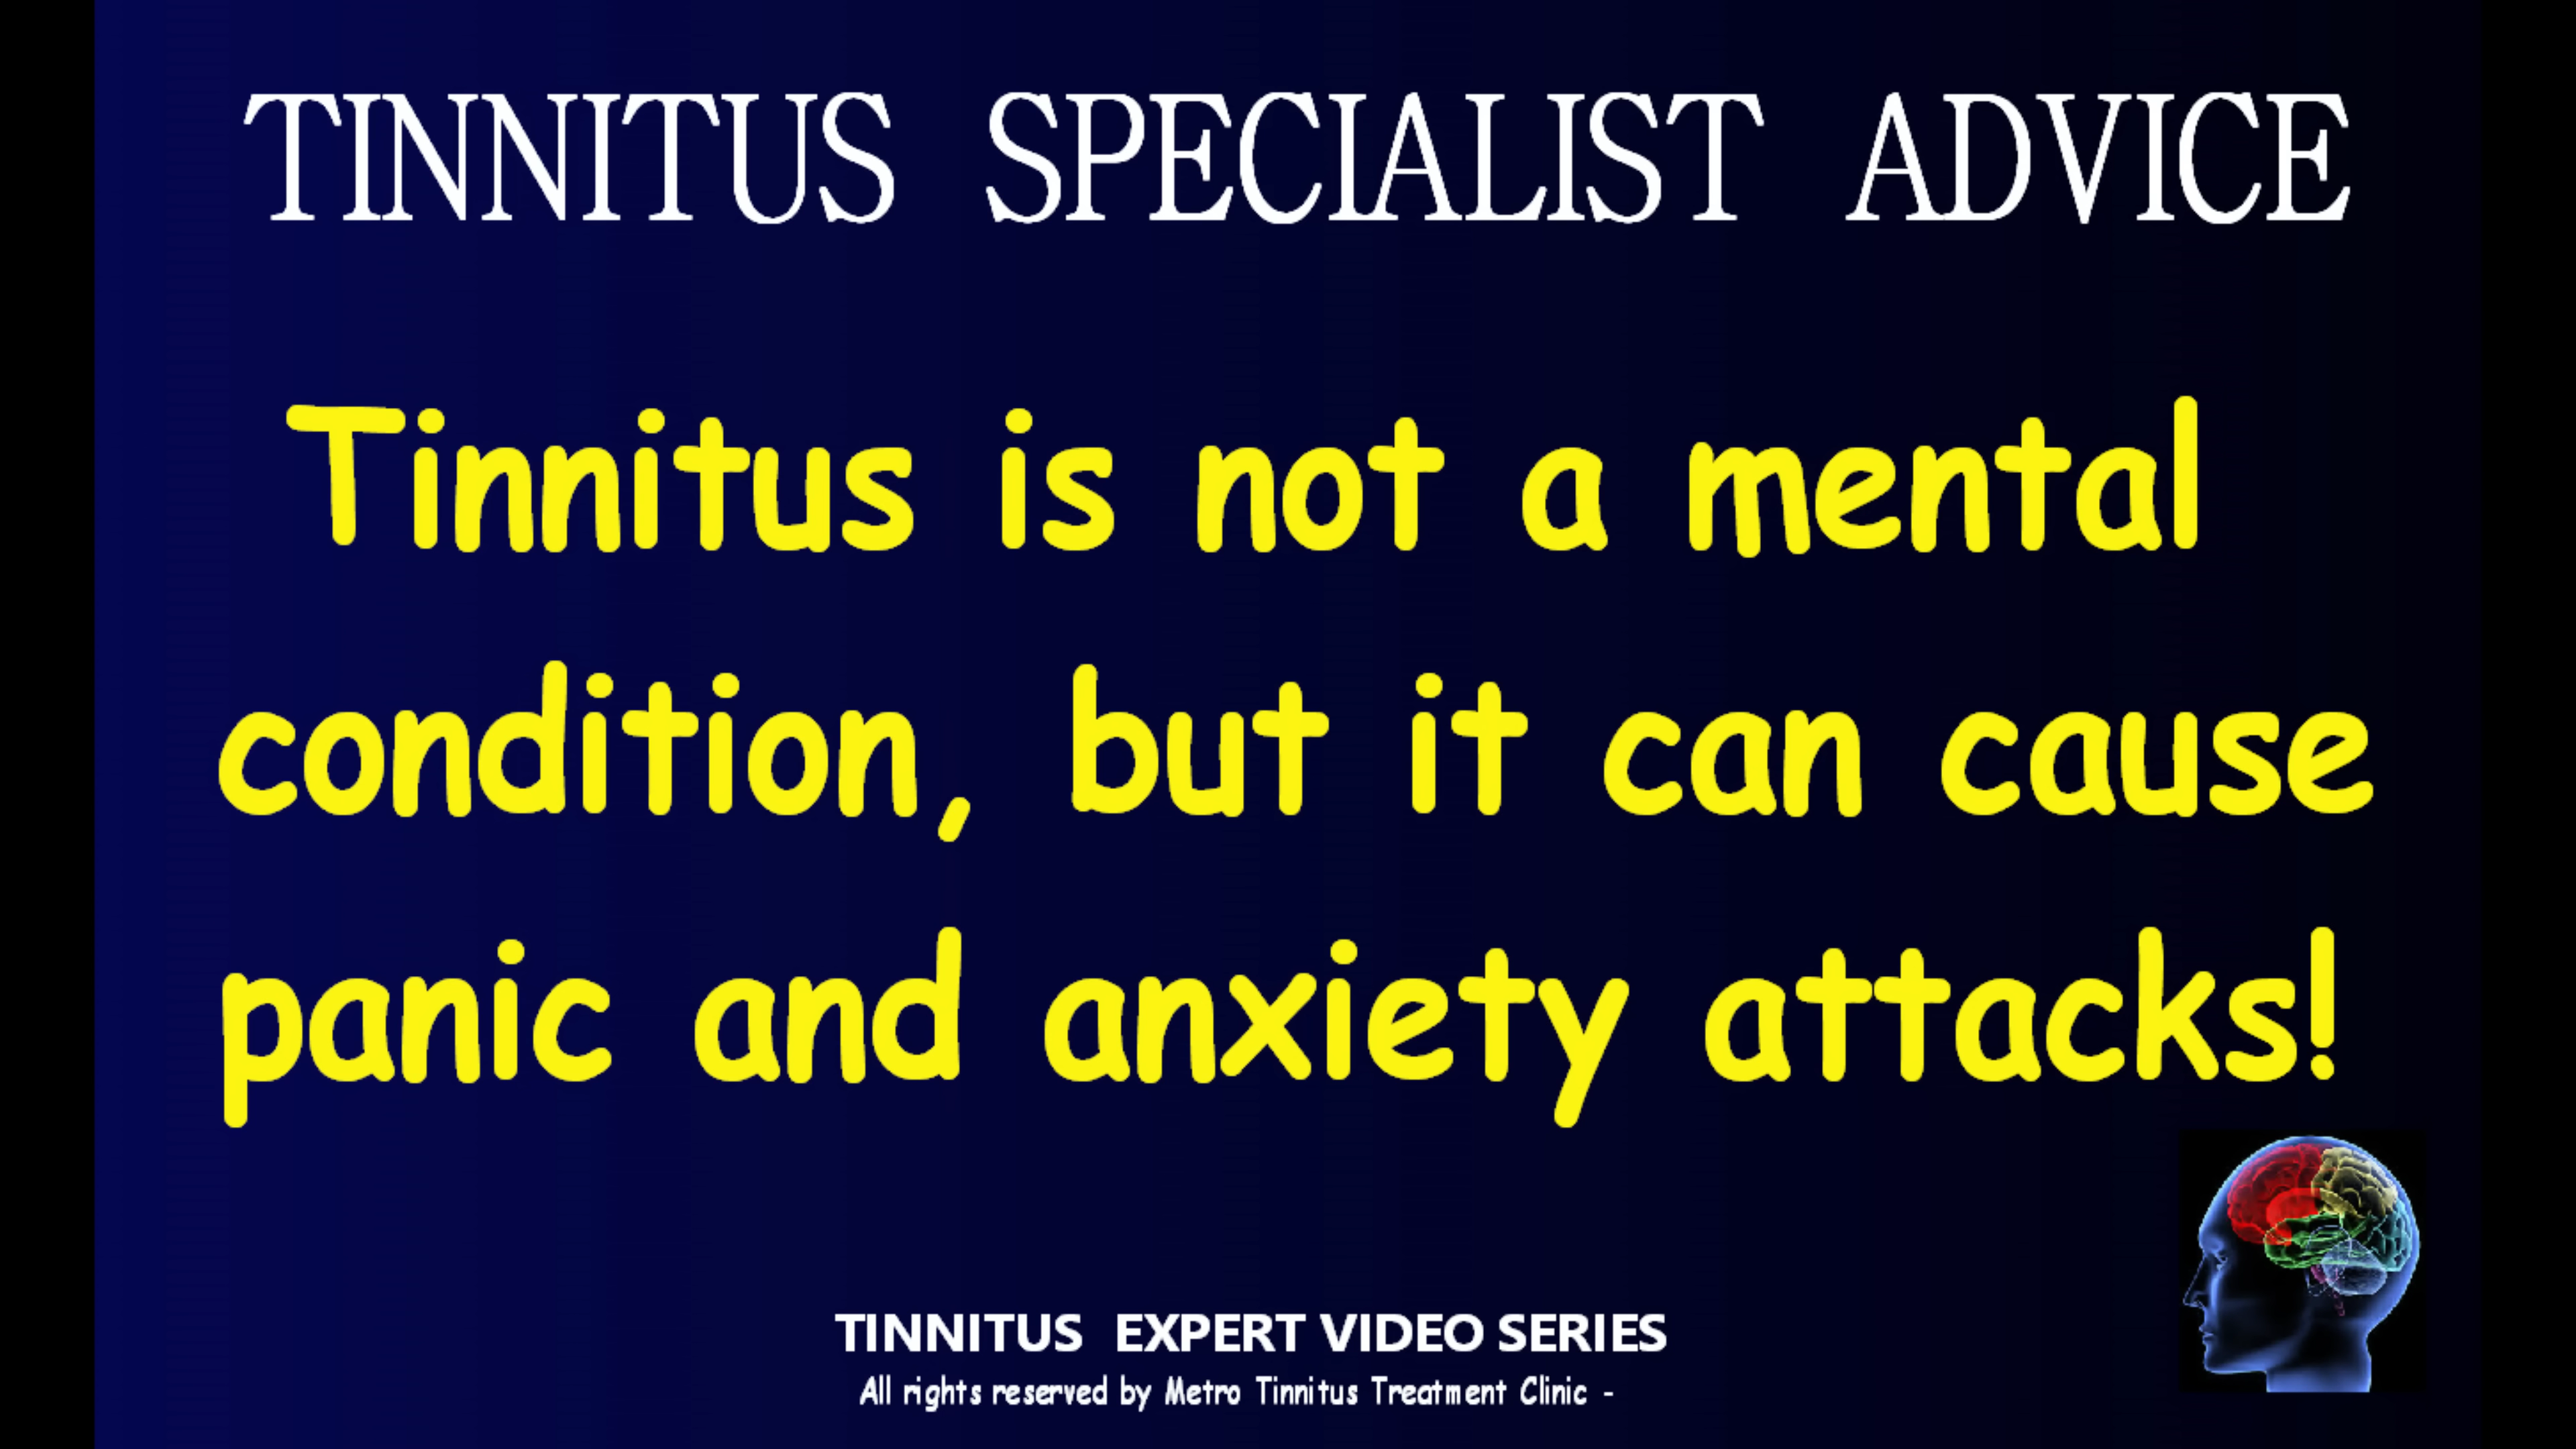 TINNITUS SPECIALIST ADVICE
Tinnitus is not a mental
condition, but it can cause
panic and anxiety attacks!
TINNITUS EXPERT VIDEO SERIES
All rights reserved by Metro Tinnitus Treatment Clinic -